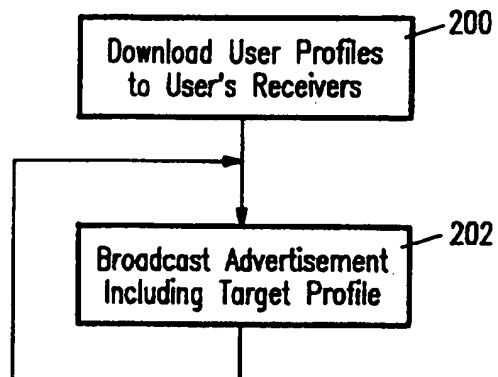 200
Download User Profiles
to User's Receivers
202
Broadcast Advertisement
Including Target Profile